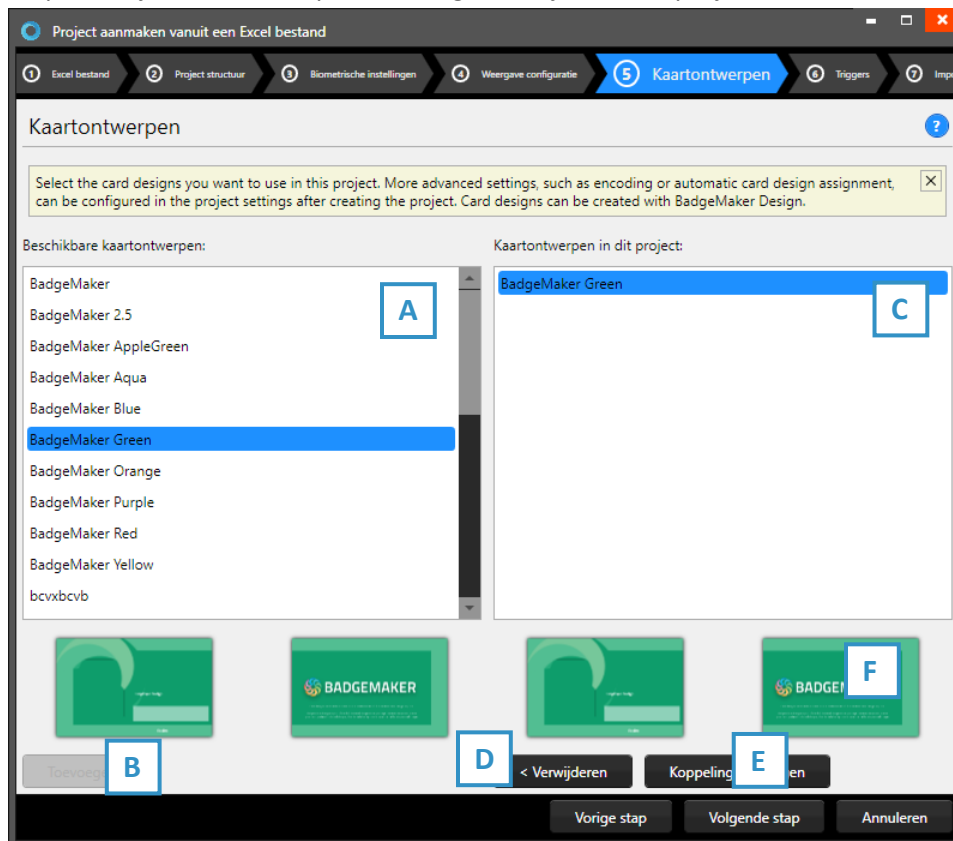 Project aanmaken vanuit een Excel bestand
1 Excel bestand 2 Project structuur 3 Biometrische instellingen 4 Weergave configuratie 5 Kaartontwerpen 6 Triggers 7
Kaartontwerpen ?
Select the card designs you want to use in this project. More advanced settings, such as encoding or automatic card design assignment,
can be configured in the project settings after creating the project. Card designs can be created with BadgeMaker Design.
Beschikbare kaartontwerpen: Kaartontwerpen in dit project:
BadgeMaker BadgeMaker Green
A C
BadgeMaker 2.5
BadgeMaker AppleGreen
BadgeMaker Aqua
BadgeMaker Blue
BadgeMaker Green
BadgeMaker Orange
BadgeMaker Purple
BadgeMaker Red
BadgeMaker Yellow
bcvxbcvb
BADGEMAKER F
B D < Verwijderen Koppeling E
Vorige stap Volgende stap Annuleren